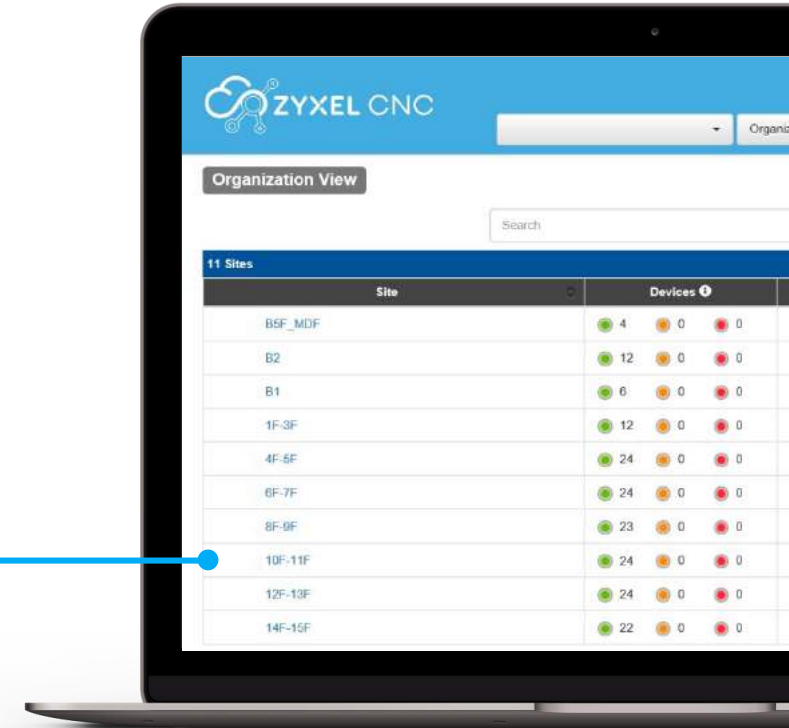 ZYXEL CNC
Organiz
Organization View
Search
11 Sites
Site Devices
B5F_MDF 4 0 0
B2 12 0 0
B1 6 0 0
1F-3F 12 0 0
4F-5F 24 0 0
6F-7F 24 0 0
8F-9F 23 0 0
10F-11F 24 0 0
12F-13F 24 0 0
14F-15F 22 0 0